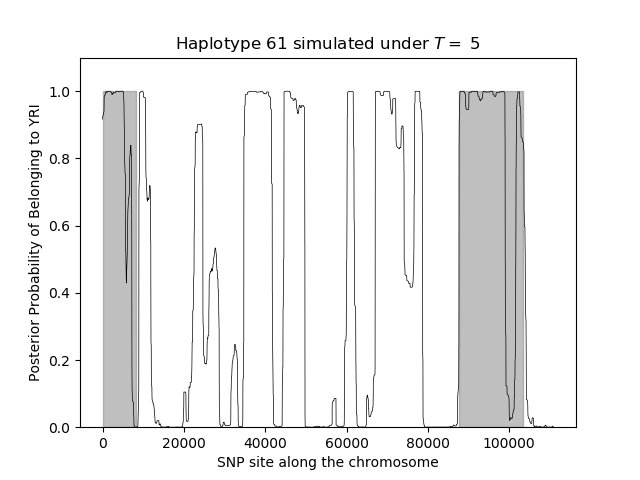 Haplotype 61 simulated under T = 5
Posterior Probability of Belonging to YRI
1.0
0.8
0.6
0.4
0.2
0.0
0 20000 40000 60000 80000 100000
SNP site along the chromosome